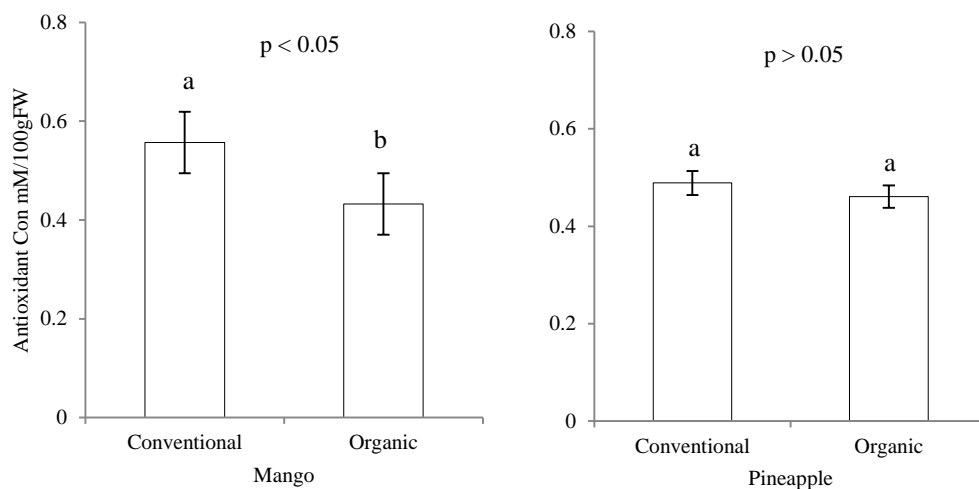 0.8
p < 0.05
a
0.6
b
0.4
0.2
0
Antioxidant Con mM/100gFW
Conventional Organic
Mango
0.8
p > 0.05
0.6
a a
0.4
0.2
0
Conventional Organic
Pineapple